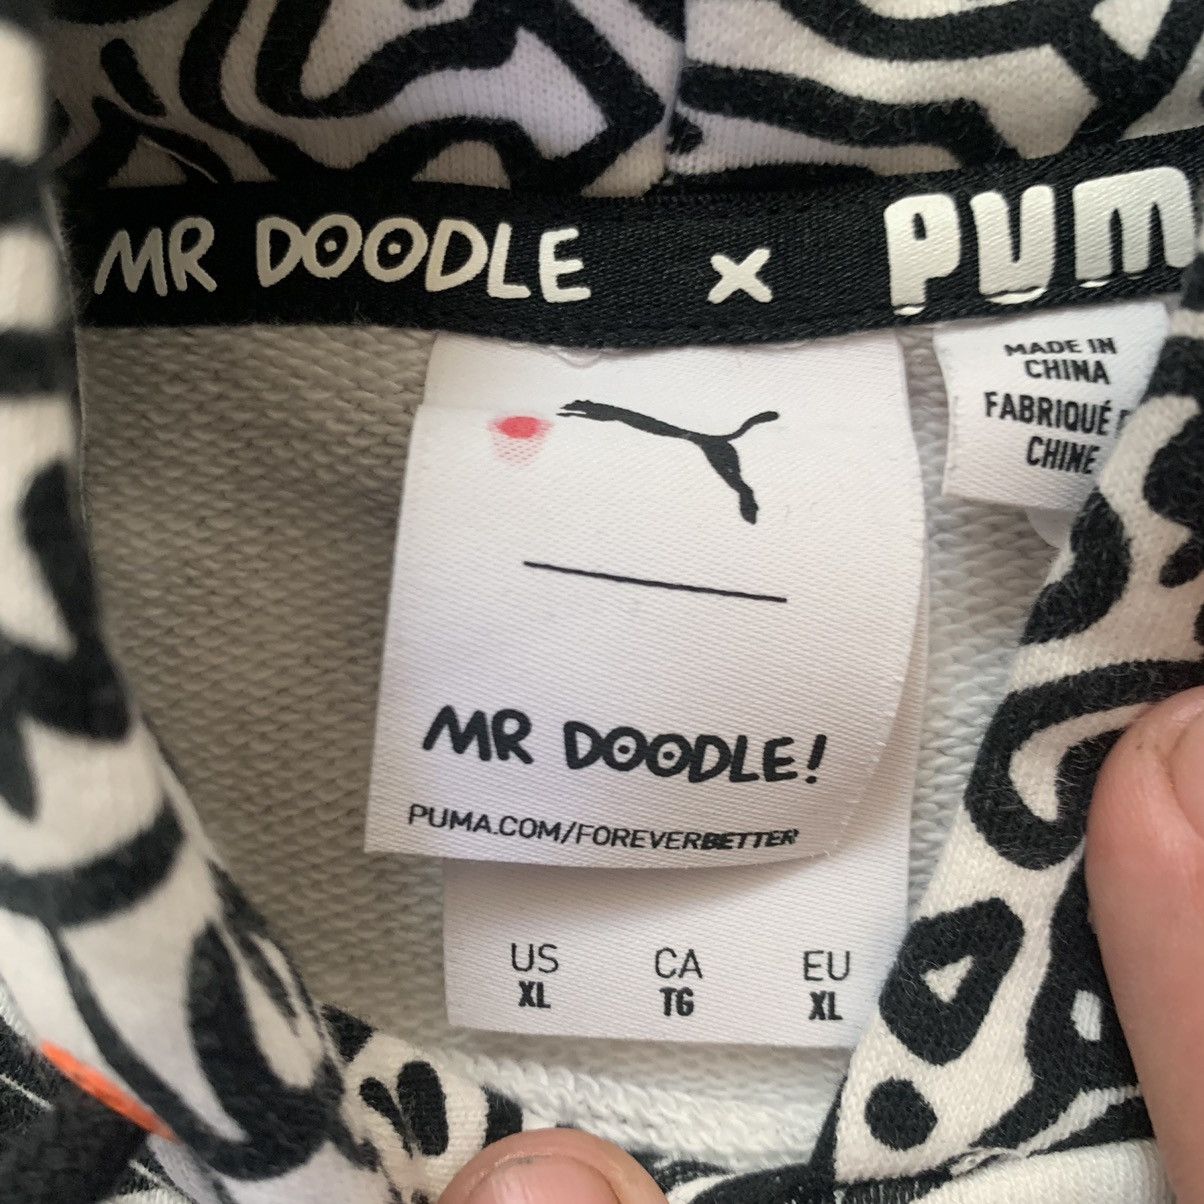 MR DOODLE x PUM
MADE IN
CHINA
FABRIQUÉ
CHINE
MR DOODLE!
PUMA.COM/FOREVERBETTER
US CA EU
XL TG XL